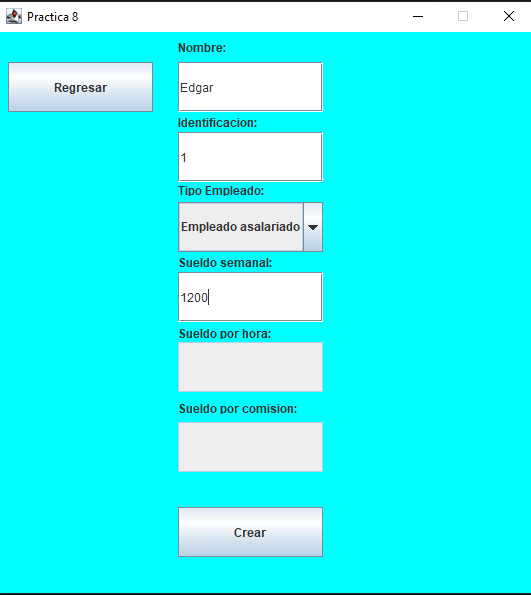 Practica 8
Nombre:
Regresar
Edgar
Identificacion:
1
Tipo Empleado:
Empleado asalariado
Sueldo semanal:
1200
Sueldo por hora:
Sueldo por comision:
Crear